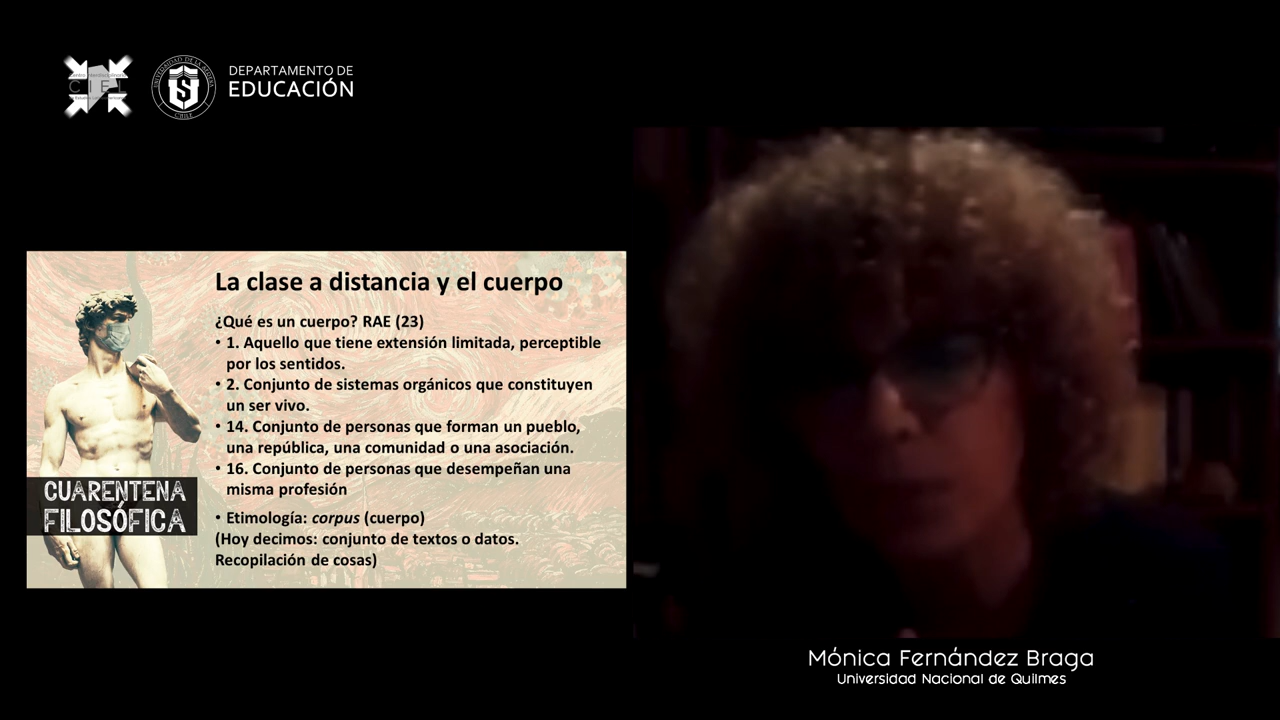 CIEL
DEPARTAMENTO DE
EDUCACIÓN
CHILE
La clase a distancia y el cuerpo
¿Qué es un cuerpo? RAE (23)
• 1. Aquello que tiene extensión limitada, perceptible
por los sentidos.
• 2. Conjunto de sistemas orgánicos que constituyen
un ser vivo.
• 14. Conjunto de personas que forman un pueblo,
una república, una comunidad o una asociación.
• 16. Conjunto de personas que desempeñan una
misma profesión
• Etimología: corpus (cuerpo)
(Hoy decimos: conjunto de textos o datos.
Recopilación de cosas)
CUARENTENA
FILOSÓFICA
Mónica Fernández Braga
Universidad Nacional de Quilmes